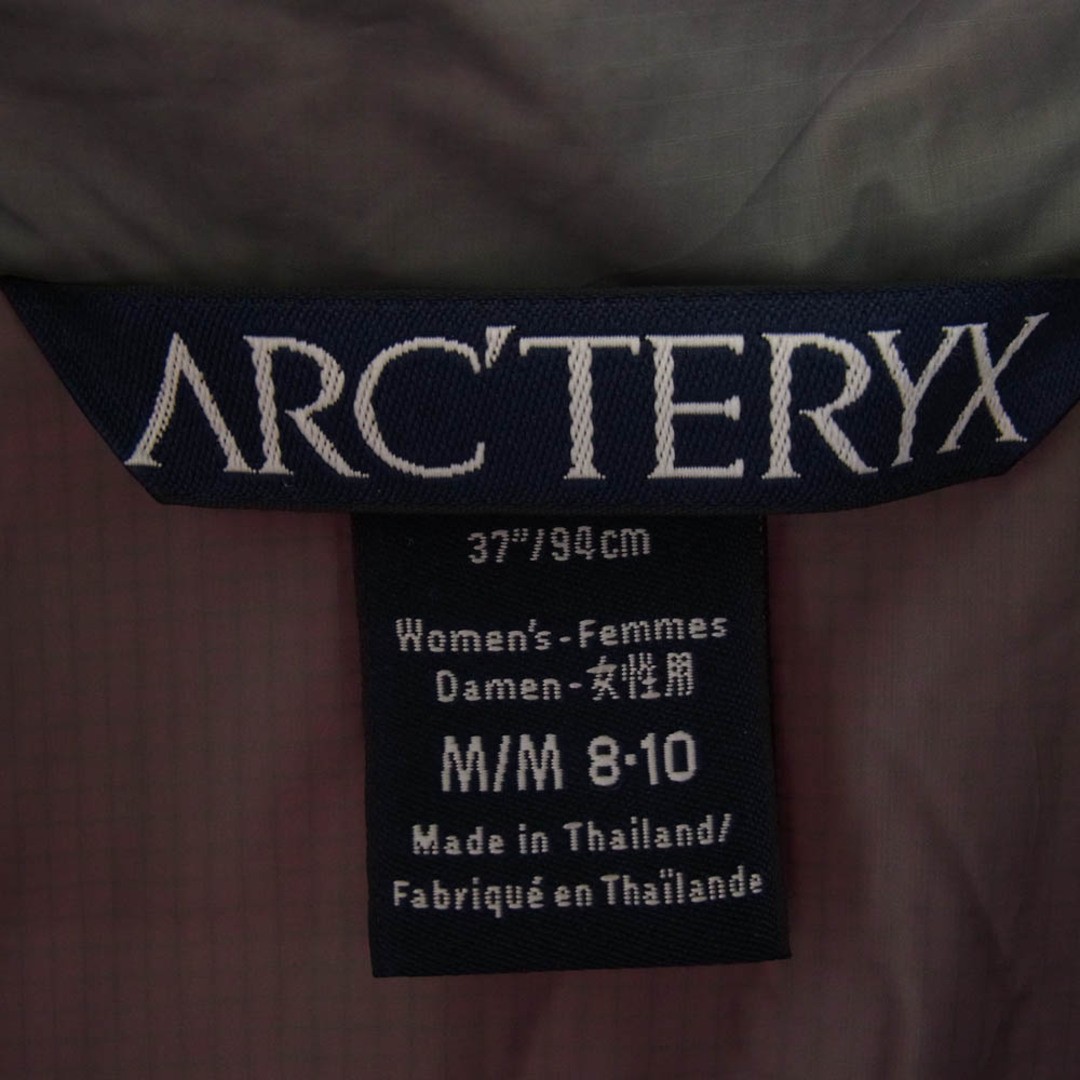 ARC'TERYX
37"/94cm
Women's-Femmes
Damen-女性用
M/M 8·10
Made in Thailand/
Fabriqué en Thaïlande